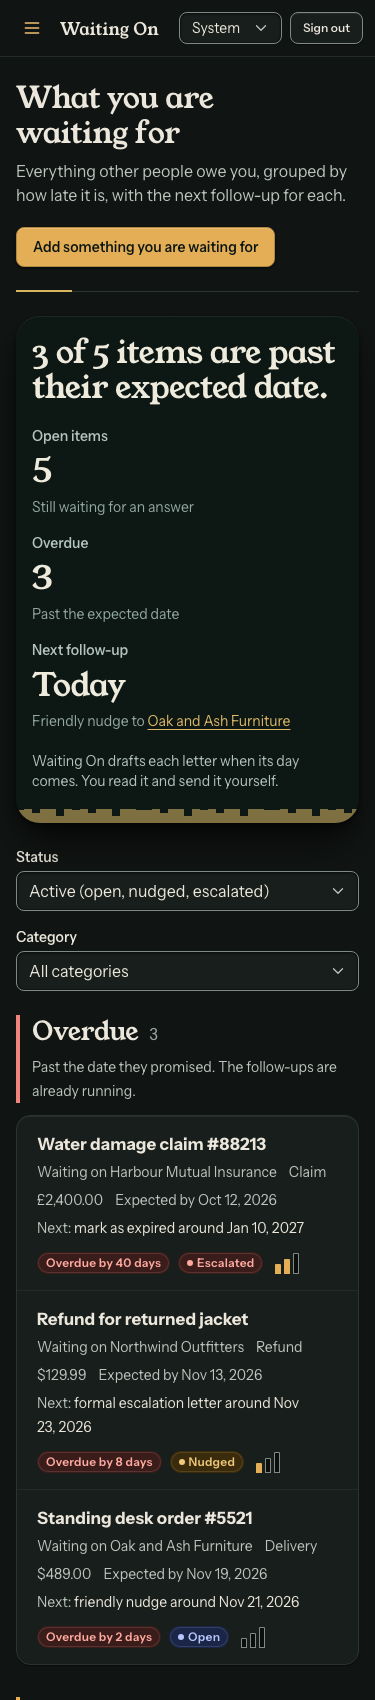 Waiting On
System
Sign out
What you are
waiting for
Everything other people owe you, grouped by
how late it is, with the next follow-up for each.
Add something you are waiting for
3 of 5 items are past
their expected date.
Open items
5
Still waiting for an answer
Overdue
3
Past the expected date
Next follow-up
Today
Friendly nudge to Oak and Ash Furniture
Waiting On drafts each letter when its day
comes. You read it and send it yourself.
Status
Active (open, nudged, escalated)
Category
All categories
Overdue 3
Past the date they promised. The follow-ups are
already running.
Water damage claim #88213
Waiting on Harbour Mutual Insurance Claim
£2,400.00 Expected by Oct 12, 2026
Next: mark as expired around Jan 10, 2027
Overdue by 40 days Escalated
Refund for returned jacket
Waiting on Northwind Outfitters Refund
$129.99 Expected by Nov 13, 2026
Next: formal escalation letter around Nov
23, 2026
Overdue by 8 days Nudged
Standing desk order #5521
Waiting on Oak and Ash Furniture Delivery
$489.00 Expected by Nov 19, 2026
Next: friendly nudge around Nov 21, 2026
Overdue by 2 days Open